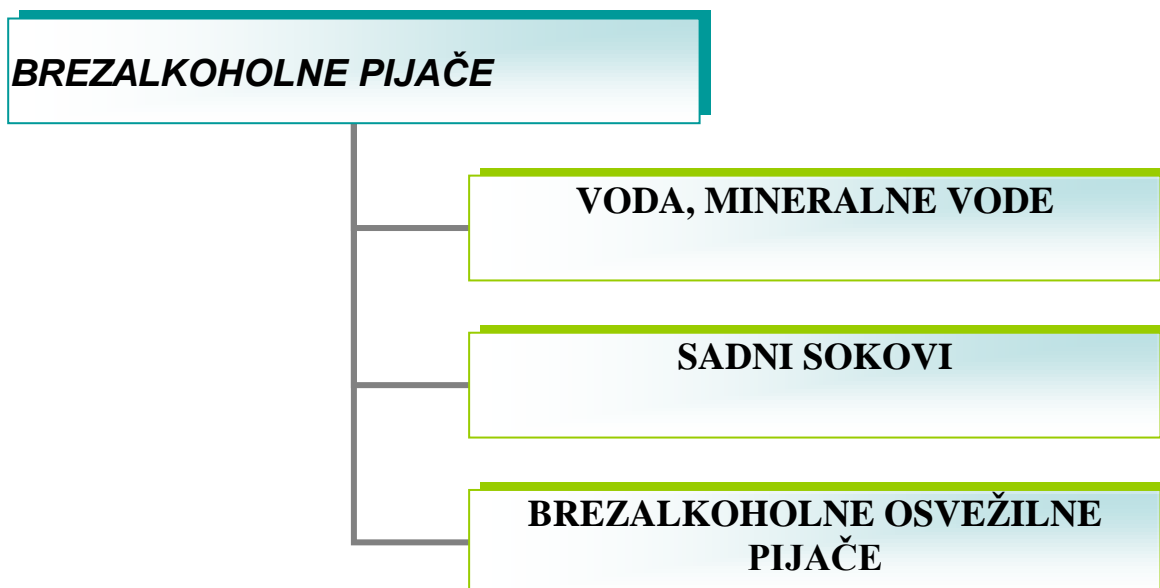 BREZALKOHOLNE PIJAČE
VODA, MINERALNE VODE
SADNI SOKOVI
BREZALKOHOLNE OSVEŽILNE
PIJAČE